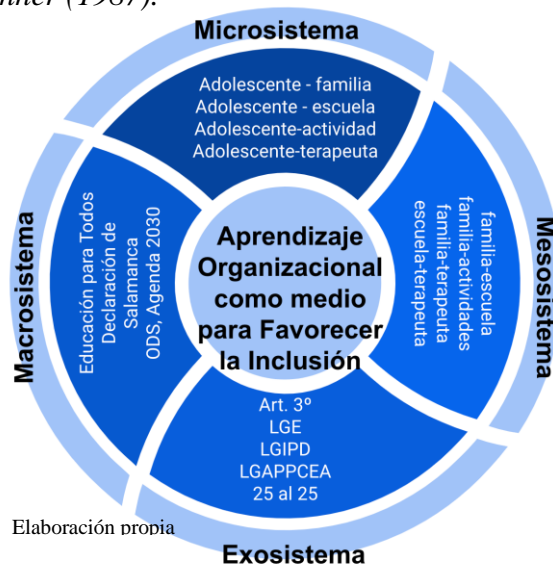 (1987).
Microsistema
Adolescente - familia
Adolescente - escuela
Adolescente-actividad
Adolescente-terapeuta
Mesosistema
familia-escuela
familia-actividades
familia-terapeuta
escuela-terapeuta
Aprendizaje
Organizacional
como medio
para Favorecer
la Inclusión
Macrosistema
Educación para Todos
Declaración de
Salamanca
ODS, Agenda 2030
Art. 3º
LGE
LGIPD
LGAPPCEA
25 al 25
Exosistema
Elaboración propia